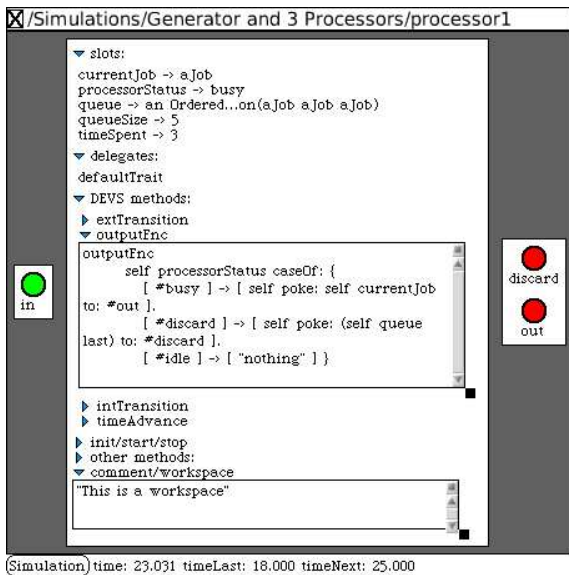 /Simulations/Generator and 3 Processors/processor1
slots:
currentJob -> aJob
processorStatus -> busy
queue -> an Ordered...on(aJob aJob aJob)
queueSize -> 5
timeSpent -> 3
delegates:
defaultTrait
DEVS methods:
extTransition
outputFnc
outputFnc
self processorStatus caseOf: {
[ #busy ] -> [ self poke: self currentJob
to: #out ].
[ #discard ] -> [ self poke: (self queue
last) to: #discard ].
[ #idle ] -> [ "nothing" ] }
intTransition
timeAdvance
init/start/stop
other methods:
comment/workspace
"This is a workspace"
in
discard
out
Simulation time: 23.031 timeLast: 18.000 timeNext: 25.000